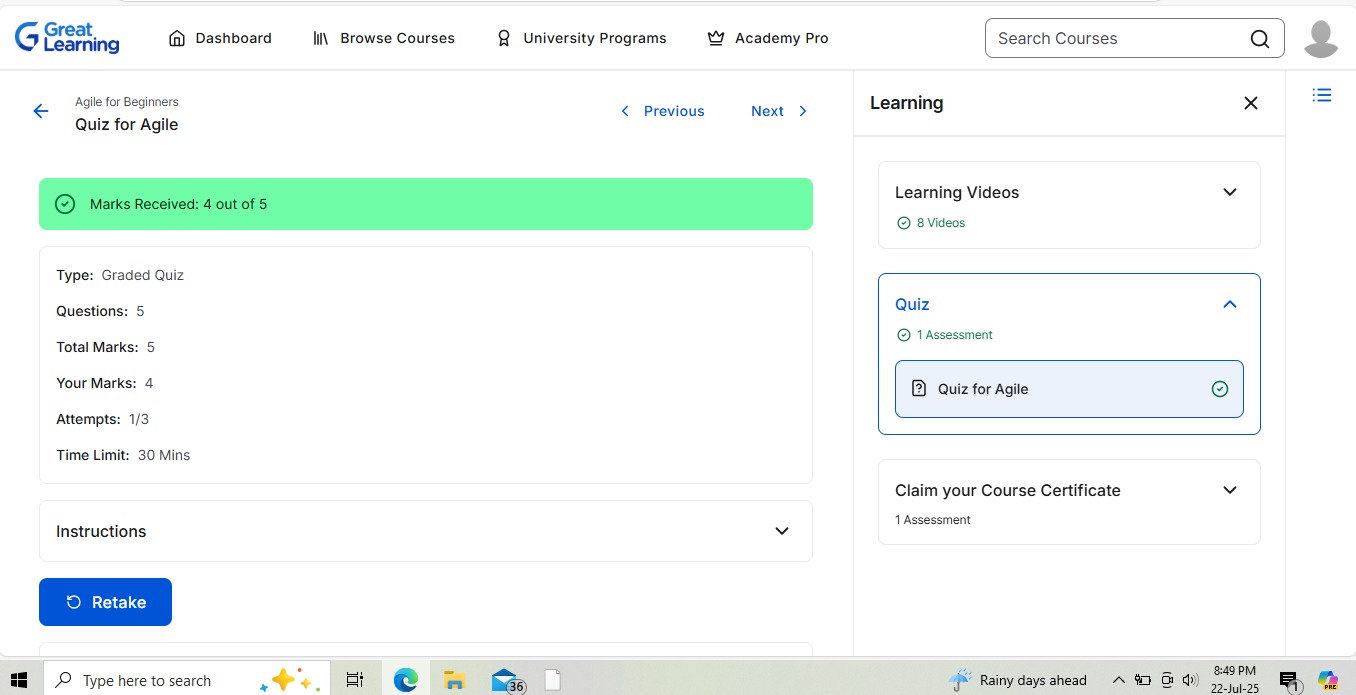 Great Learning
Dashboard
Browse Courses
University Programs
Academy Pro
Search Courses
Agile for Beginners
Quiz for Agile
Previous
Next
Marks Received: 4 out of 5
Type: Graded Quiz
Questions: 5
Total Marks: 5
Your Marks: 4
Attempts: 1/3
Time Limit: 30 Mins
Instructions
Retake
Learning
Learning Videos
8 Videos
Quiz
1 Assessment
Quiz for Agile
Claim your Course Certificate
1 Assessment
Type here to search
36
Rainy days ahead
8:49 PM
22-Jul-25
1
PRE